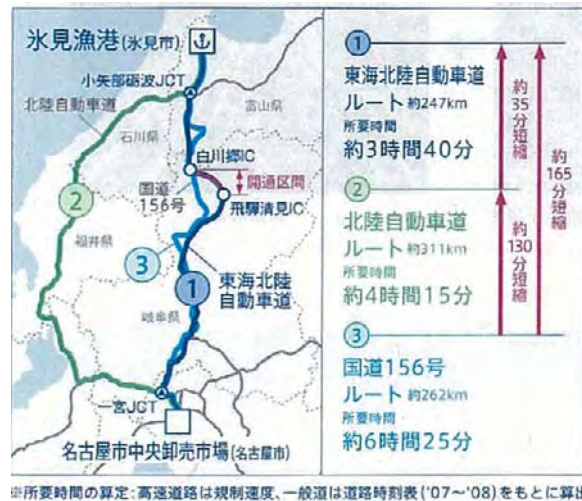 氷見漁港(氷見市)
小矢部砺波JCT
北陸自動車道
富山県
石川県
白川郷IC
国道
156号
開通区間
飛騨清見IC
2
福井県
3
1
東海北陸
自動車道
岐阜県
一宮JCT
名古屋市中央卸売市場(名古屋市)
1
東海北陸自動車道
ルート 約247km
所要時間
約3時間40分
2
北陸自動車道
ルート 約311km
所要時間
約4時間15分
3
国道156号
ルート 約262km
所要時間
約6時間25分
約35分短縮
約130分短縮
約165分短縮
※所要時間の算定:高速道路は規制速度、一般道は道路時刻表('07~'08)をもとに算出